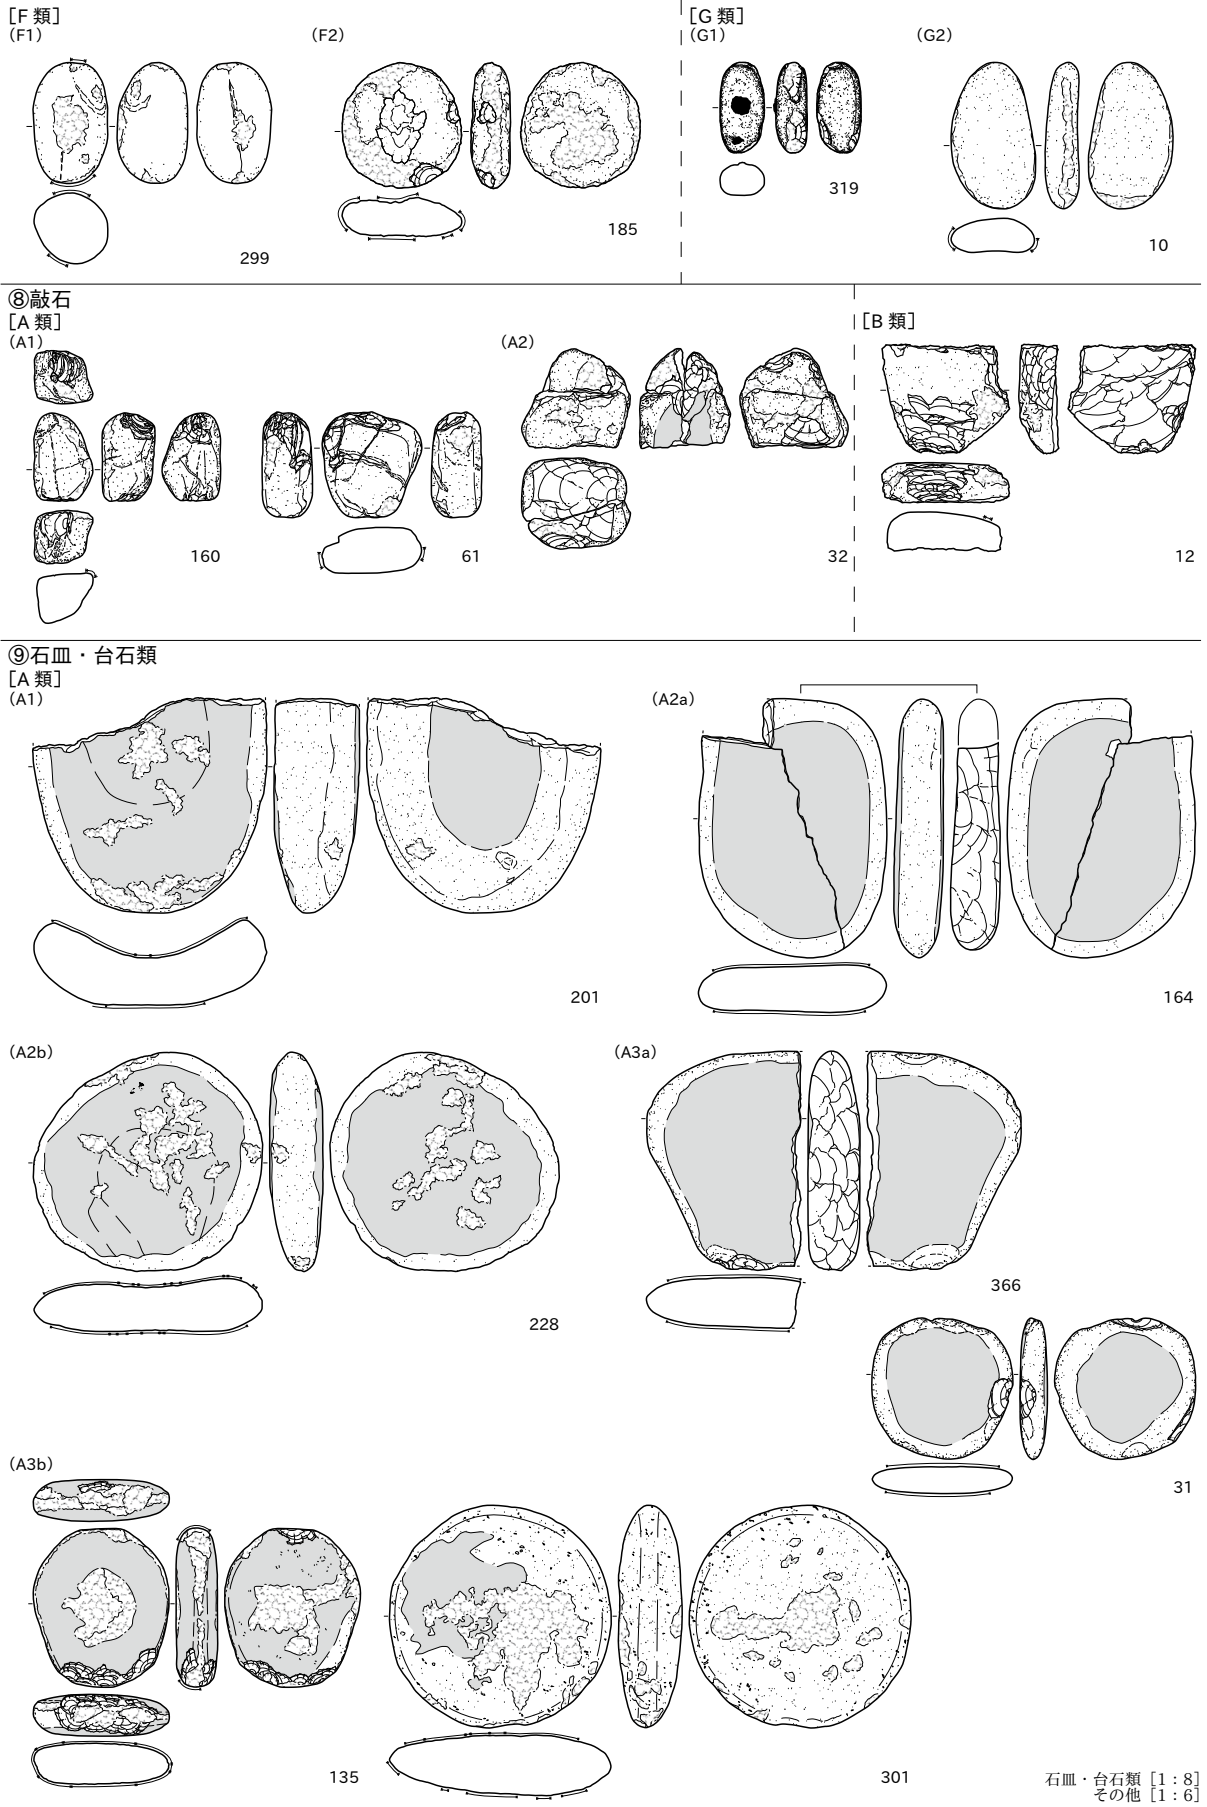 [F 類]
(F1)
(F2)
[G 類]
(G1)
(G2)
299
185
319
10
⑧敲石
[A 類]
(A1)
(A2)
[B 類]
160
61
32
12
⑨石皿・台石類
[A 類]
(A1)
(A2a)
201
164
(A2b)
(A3a)
228
366
31
(A3b)
135
301
石皿・台石類［1：8］
その他［1：6］